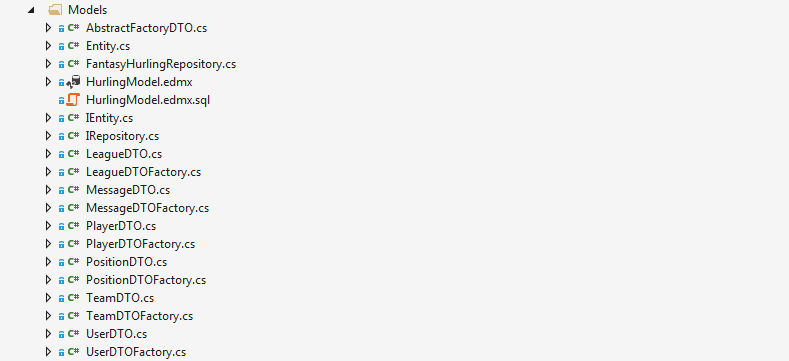 Models
C# AbstractFactoryDTO.cs
C# Entity.cs
C# FantasyHurlingRepository.cs
HurlingModel.edmx
HurlingModel.edmx.sql
C# IEntity.cs
C# IRepository.cs
C# LeagueDTO.cs
C# LeagueDTOFactory.cs
C# MessageDTO.cs
C# MessageDTOFactory.cs
C# PlayerDTO.cs
C# PlayerDTOFactory.cs
C# PositionDTO.cs
C# PositionDTOFactory.cs
C# TeamDTO.cs
C# TeamDTOFactory.cs
C# UserDTO.cs
C# UserDTOFactory.cs